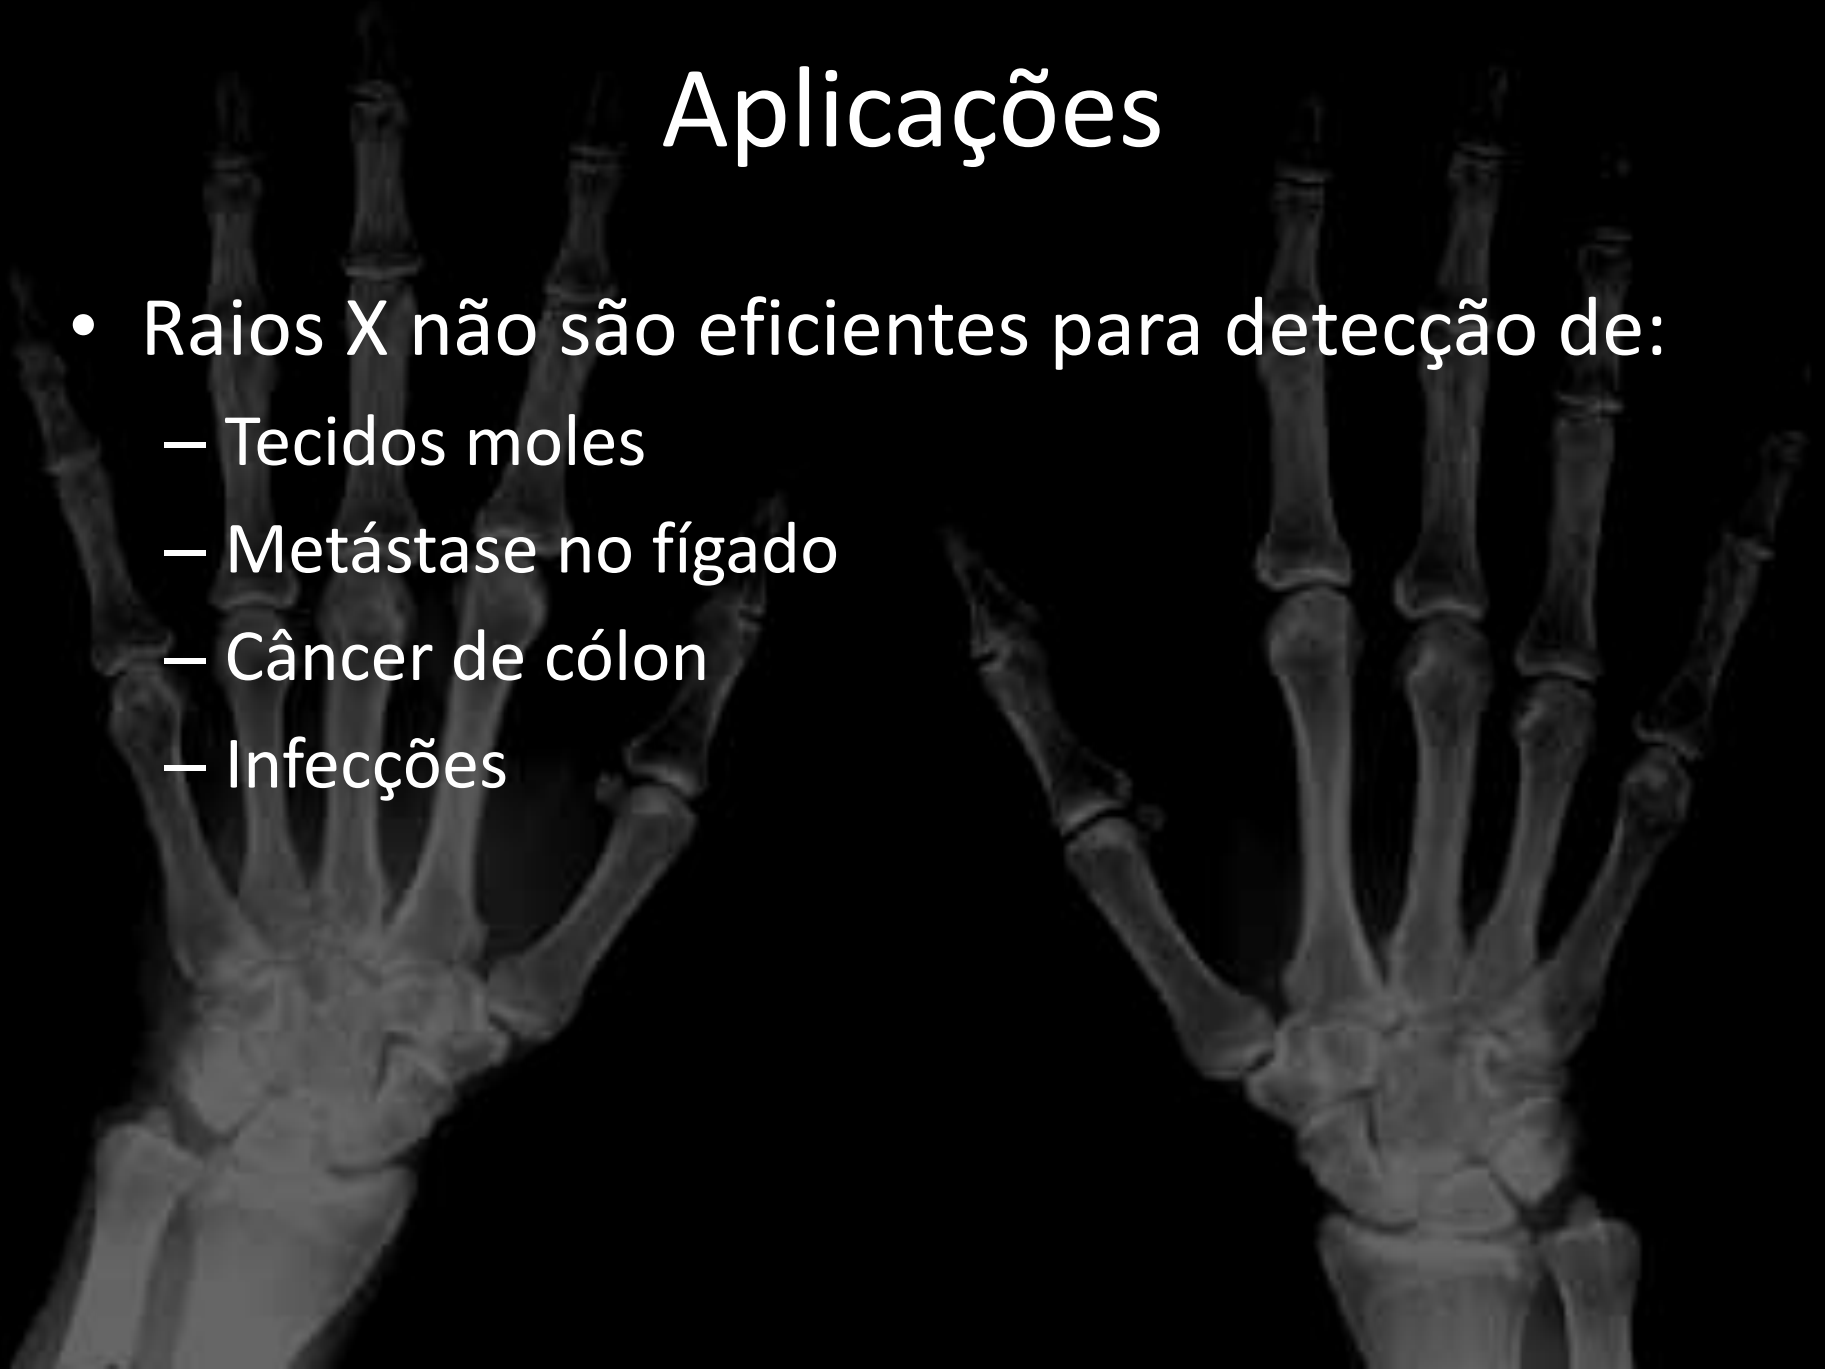 Aplicações
• Raios X não são eficientes para detecção de:
– Tecidos moles
– Metástase no fígado
– Câncer de cólon
– Infecções